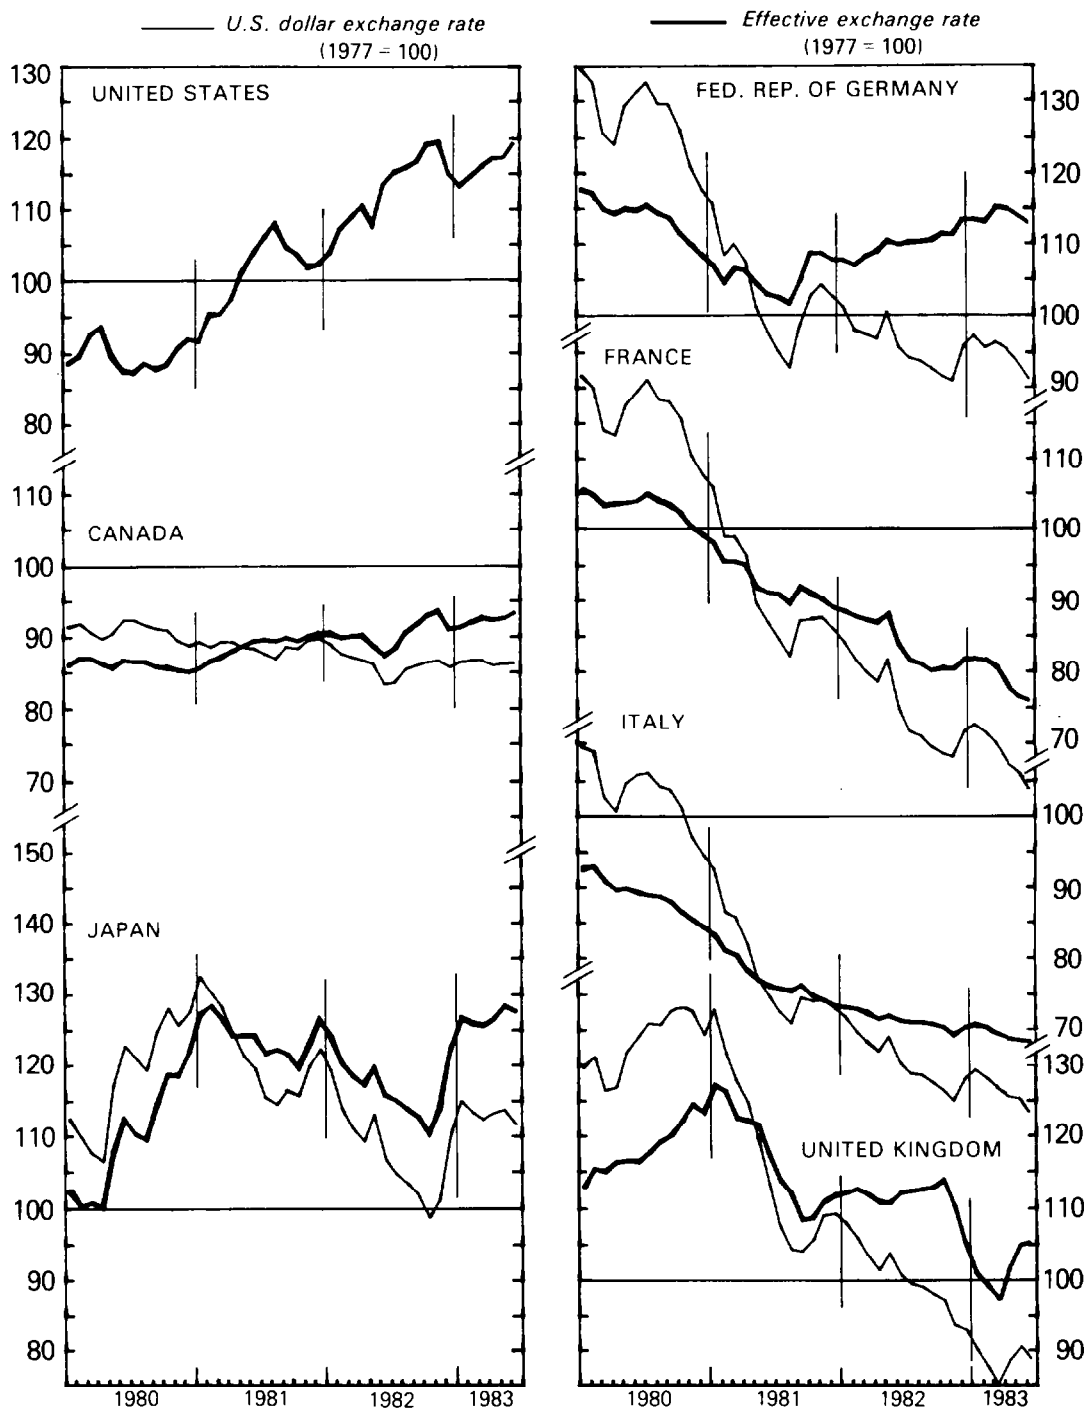 U.S. dollar exchange rate
(1977 = 100)
Effective exchange rate
(1977 = 100)
130
UNITED STATES
120
110
100
90
80
110
CANADA
100
90
80
70
150
140
JAPAN
130
120
110
100
90
80
1980 1981 1982 1983
FED. REP. OF GERMANY
130
120
110
100
90
FRANCE
110
100
90
80
70
ITALY
100
90
80
70
130
UNITED KINGDOM
120
110
100
90
1980 1981 1982 1983